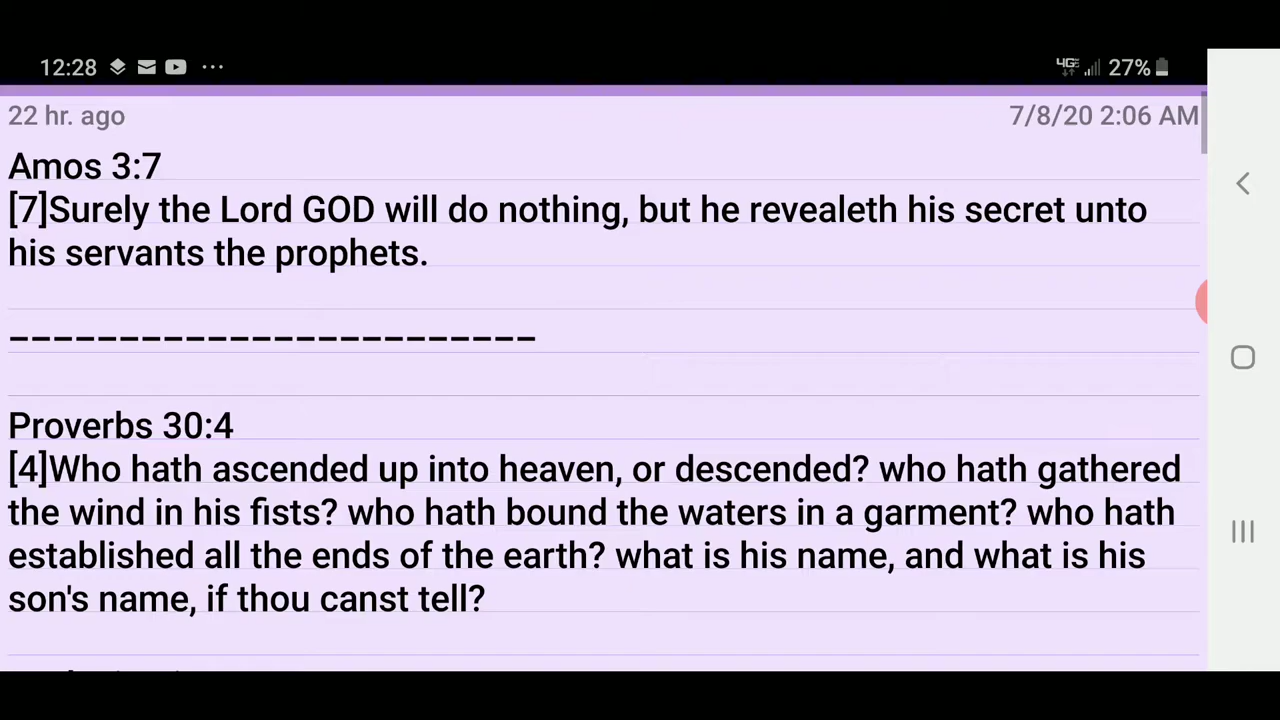 12:28 ... 4GE 27%
22 hr. ago 7/8/20 2:06 AM
Amos 3:7
[7]Surely the Lord GOD will do nothing, but he revealeth his secret unto
his servants the prophets.
________________________
Proverbs 30:4
[4]Who hath ascended up into heaven, or descended? who hath gathered
the wind in his fists? who hath bound the waters in a garment? who hath
established all the ends of the earth? what is his name, and what is his
son's name, if thou canst tell?